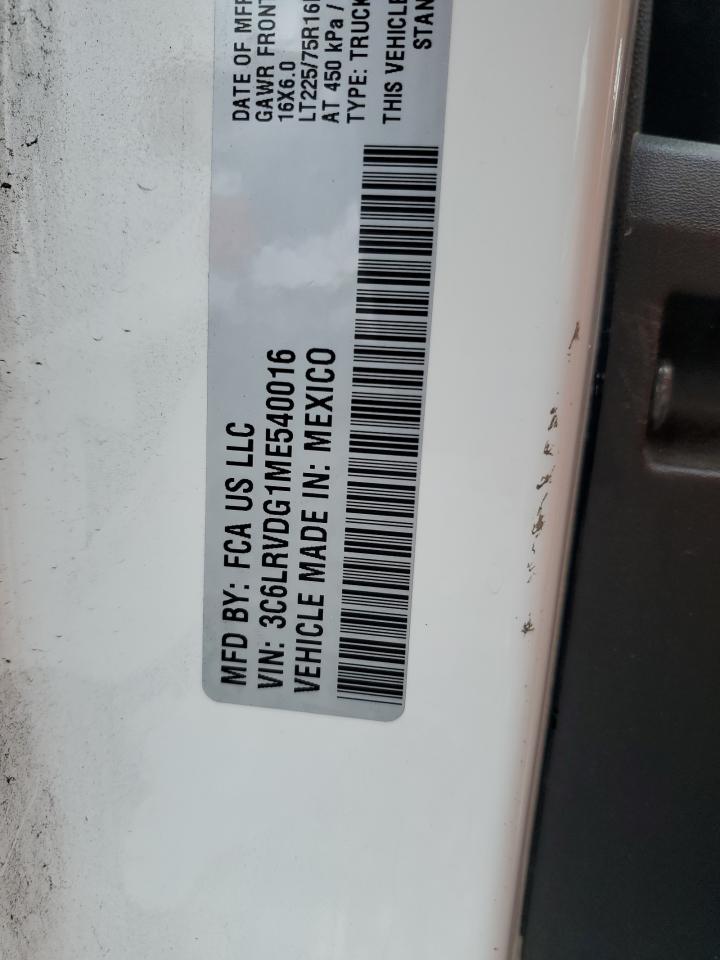 MFD BY: FCA US LLC
VIN: 3C6LRVDG1ME540016
VEHICLE MADE IN: MEXICO
DATE OF MFR
GAWR FRONT
16X6.0
LT225/75R16
AT 450 kPa /
TYPE: TRUCK
THIS VEHICLE
STAN